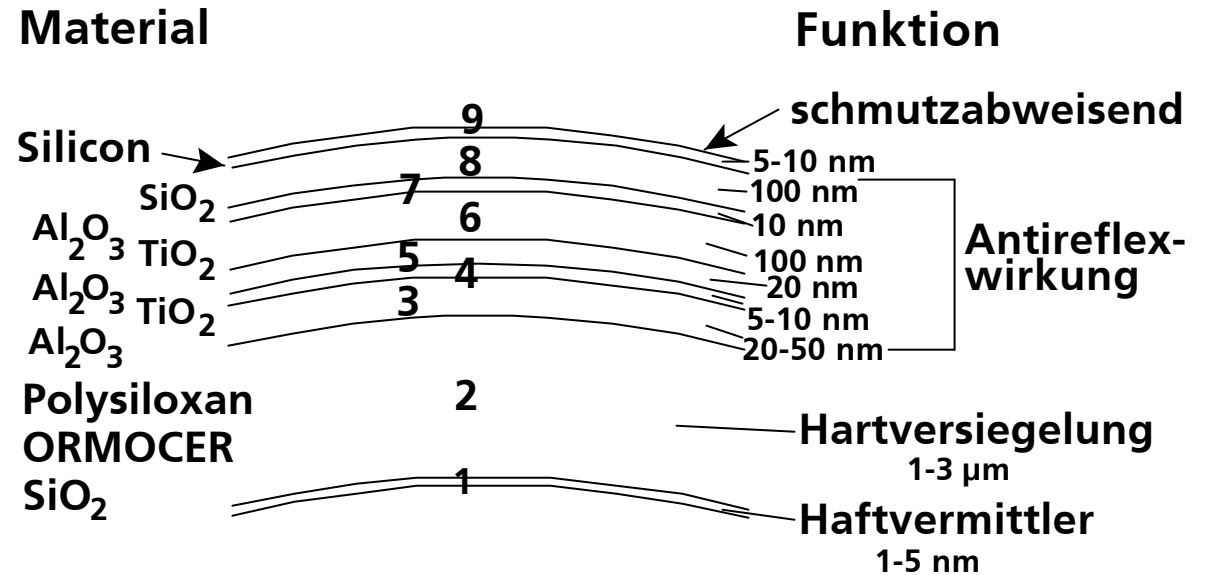 Material
Funktion
9
schmutzabweisend
Silicon
8
5-10 nm
SiO₂
7
100 nm
Al₂O₃
6
10 nm
Antireflex-
wirkung
TiO₂
5
100 nm
Al₂O₃
4
20 nm
TiO₂
3
5-10 nm
Al₂O₃
20-50 nm
Polysiloxan
2
ORMOCER
Hartversiegelung
1-3 µm
SiO₂
1
Haftvermittler
1-5 nm